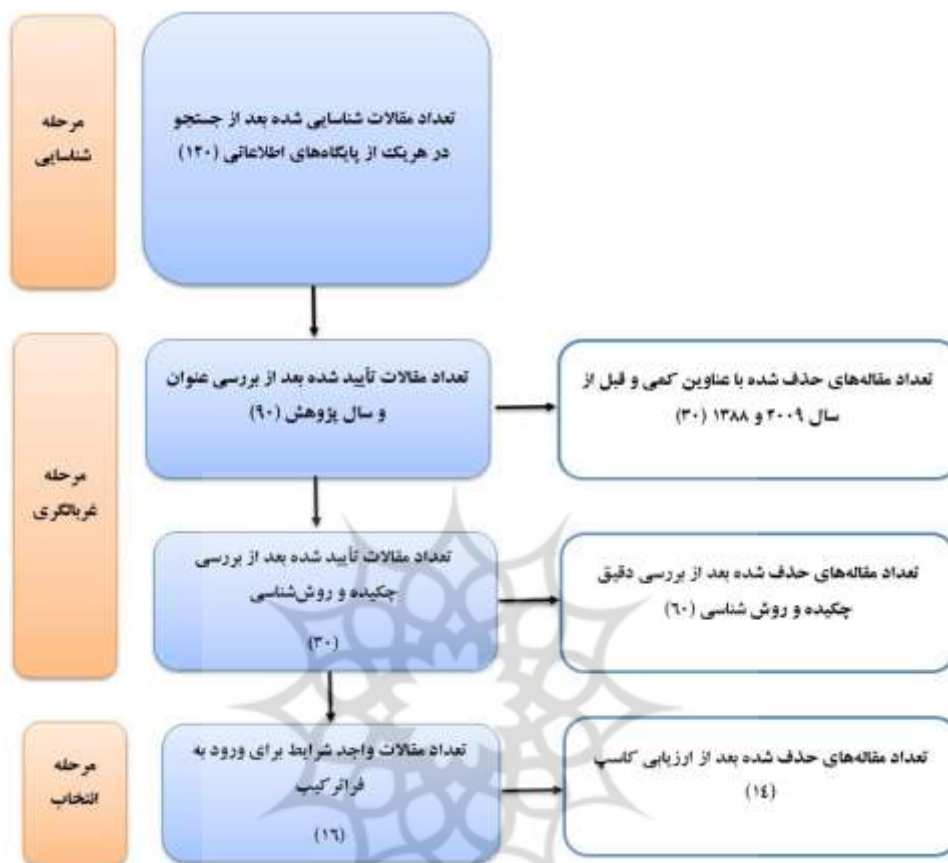 مرحله
شناسایی
تعداد مقالات شناسایی شده بعد از جستجو
در هریک از پایگاه‌های اطلاعاتی (۱۲۰)
مرحله
غربالگری
تعداد مقالات تأیید شده بعد از بررسی عنوان
و سال پژوهش (۹۰)
تعداد مقاله‌های حذف شده با عناوین کمی و قبل از
سال ۲۰۰۹ و ۱۳۸۸ (۳۰)
تعداد مقالات تأیید شده بعد از بررسی
چکیده و روش‌شناسی
(۳۰)
تعداد مقاله‌های حذف شده بعد از بررسی دقیق
چکیده و روش شناسی (٦٠)
مرحله
انتخاب
تعداد مقالات واجد شرایط برای ورود به
فراترکیب
(١٦)
تعداد مقاله‌های حذف شده بعد از ارزیابی کاسپ
(١٤)